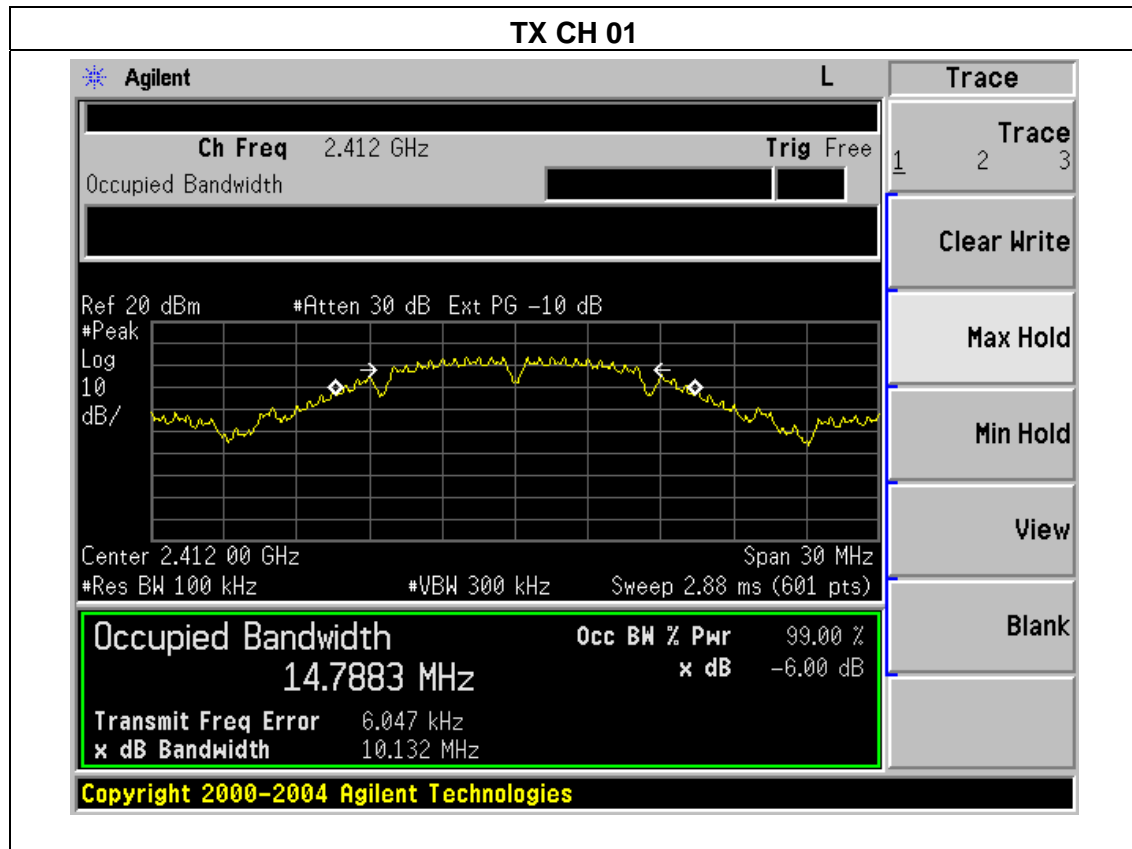 TX CH 01
Agilent L Trace
Ch Freq 2.412 GHz Trig Free
Occupied Bandwidth
Trace
1 2 3
Clear Write
Max Hold
Min Hold
View
Blank
Ref 20 dBm #Atten 30 dB Ext PG -10 dB
#Peak
Log
10
dB/
Center 2.412 00 GHz Span 30 MHz
#Res BW 100 kHz #VBW 300 kHz Sweep 2.88 ms (601 pts)
Occupied Bandwidth Occ BW % Pwr 99.00 %
14.7883 MHz x dB -6.00 dB
Transmit Freq Error 6.047 kHz
x dB Bandwidth 10.132 MHz
Copyright 2000-2004 Agilent Technologies